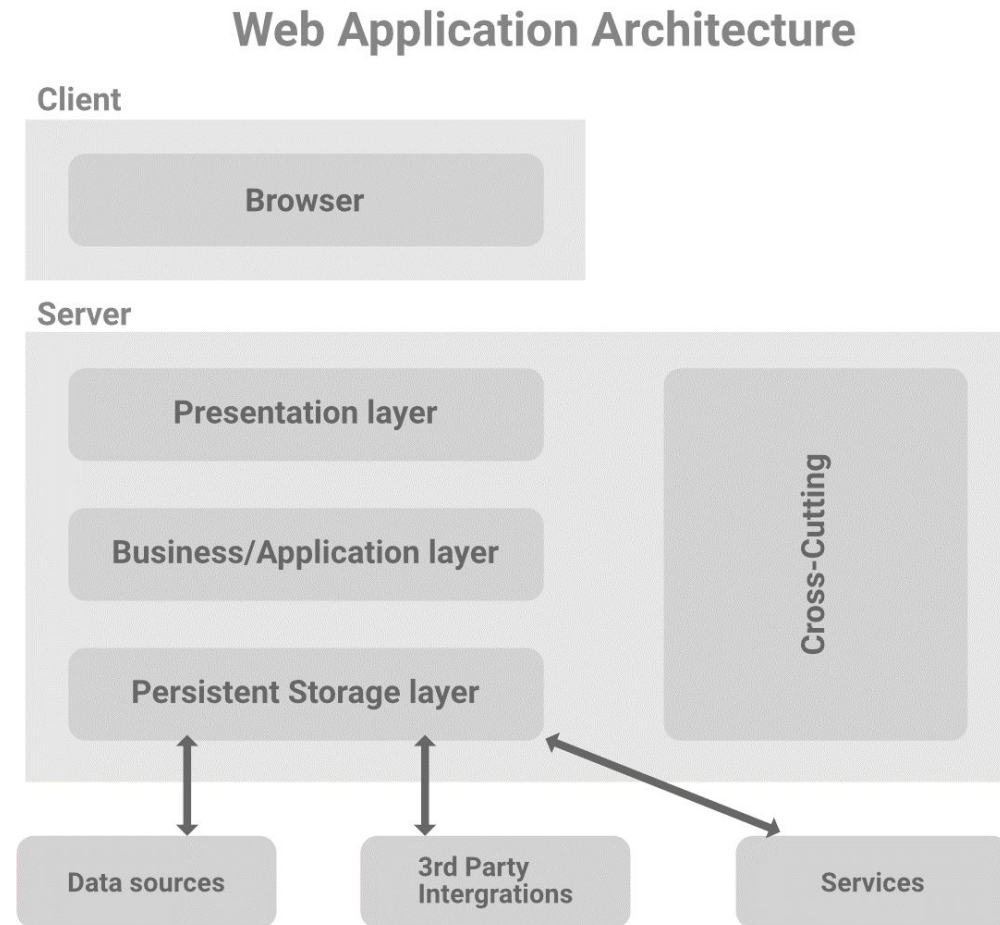 Web Application Architecture
Client
Browser
Server
Presentation layer
Business/Application layer
Persistent Storage layer
Cross-Cutting
Data sources
3rd Party
Intergrations
Services